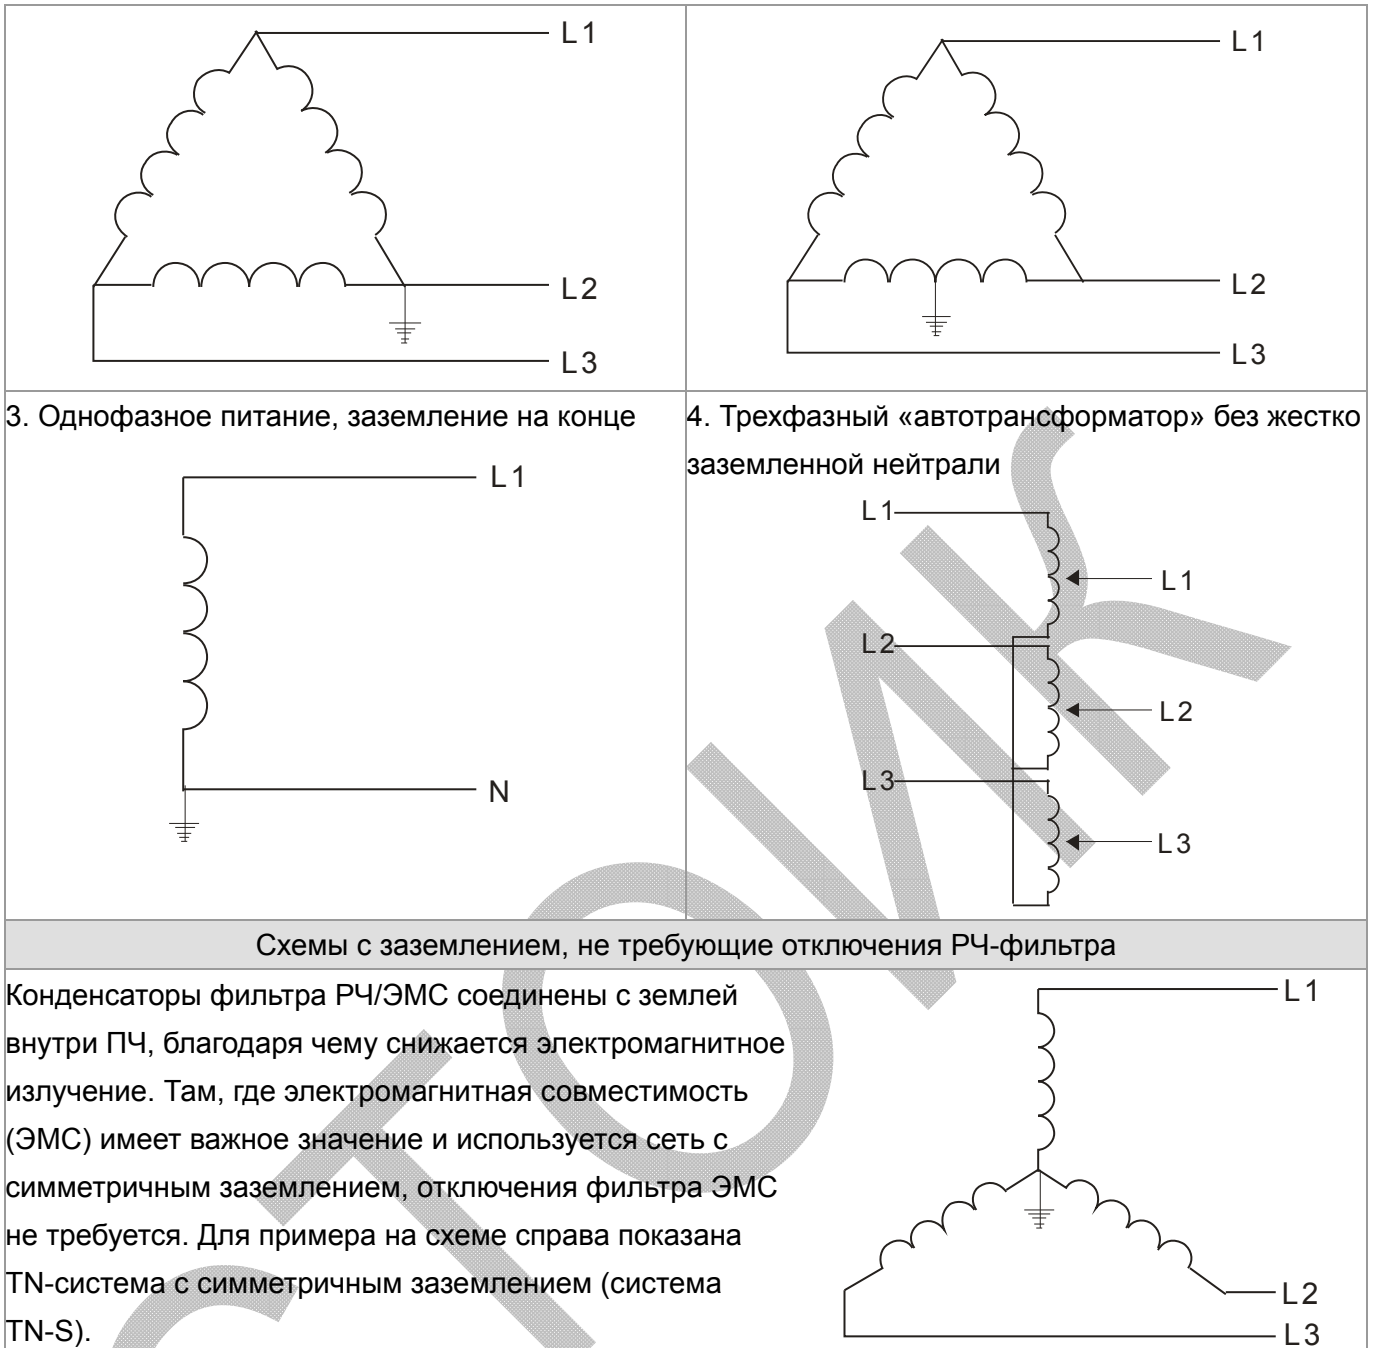 L1
L2
L3
L1
L2
L3
3. Однофазное питание, заземление на конце
L1
N
4. Трехфазный «автотрансформатор» без жестко
заземленной нейтрали
L1
L1
L2
L2
L3
L3
Схемы с заземлением, не требующие отключения РЧ-фильтра
Конденсаторы фильтра РЧ/ЭМС соединены с землей
внутри ПЧ, благодаря чему снижается электромагнитное
излучение. Там, где электромагнитная совместимость
(ЭМС) имеет важное значение и используется сеть с
симметричным заземлением, отключения фильтра ЭМС
не требуется. Для примера на схеме справа показана
TN-система с симметричным заземлением (система
TN-S).
L1
L2
L3
СТОИК